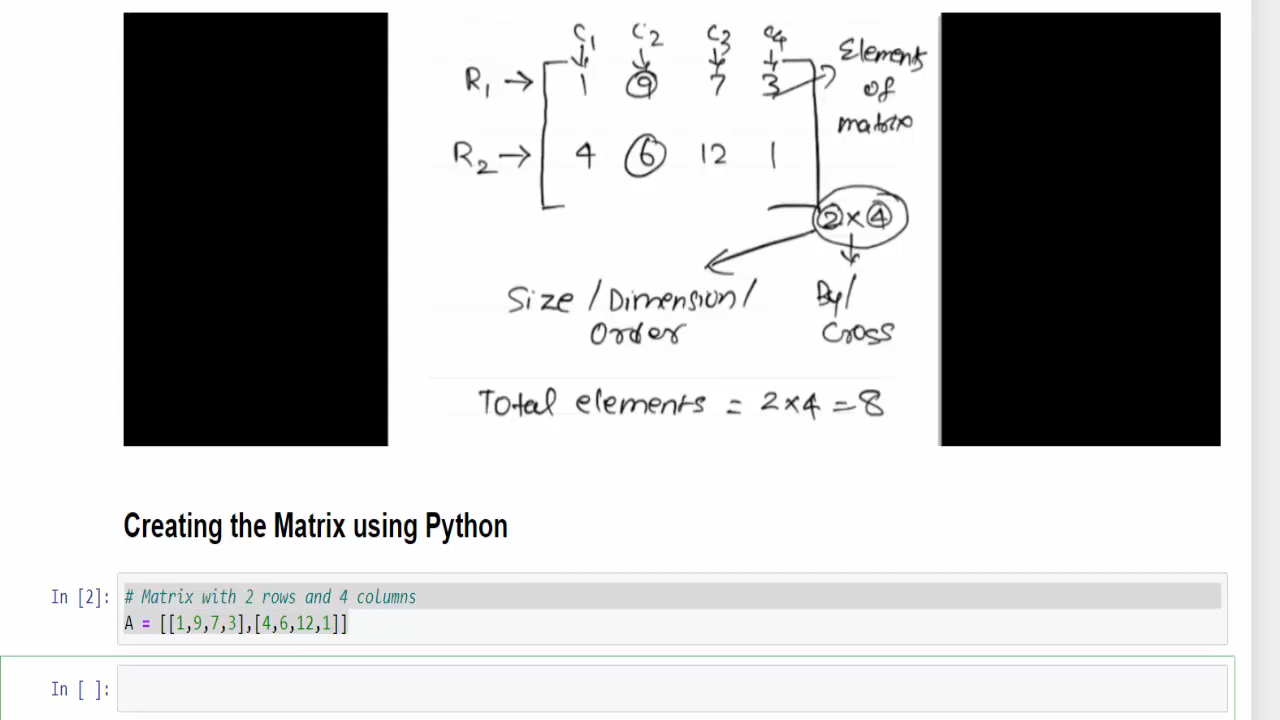 C1 C2 C3 C4
R1 → 1 9 7 3
Elements
of
matrix
R2 → 4 6 12 1
2 × 4
Size / Dimension /
Order
By /
Cross
Total elements = 2×4 = 8
Creating the Matrix using Python
In [2]: # Matrix with 2 rows and 4 columns
A = [[1,9,7,3],[4,6,12,1]]
In [ ]: